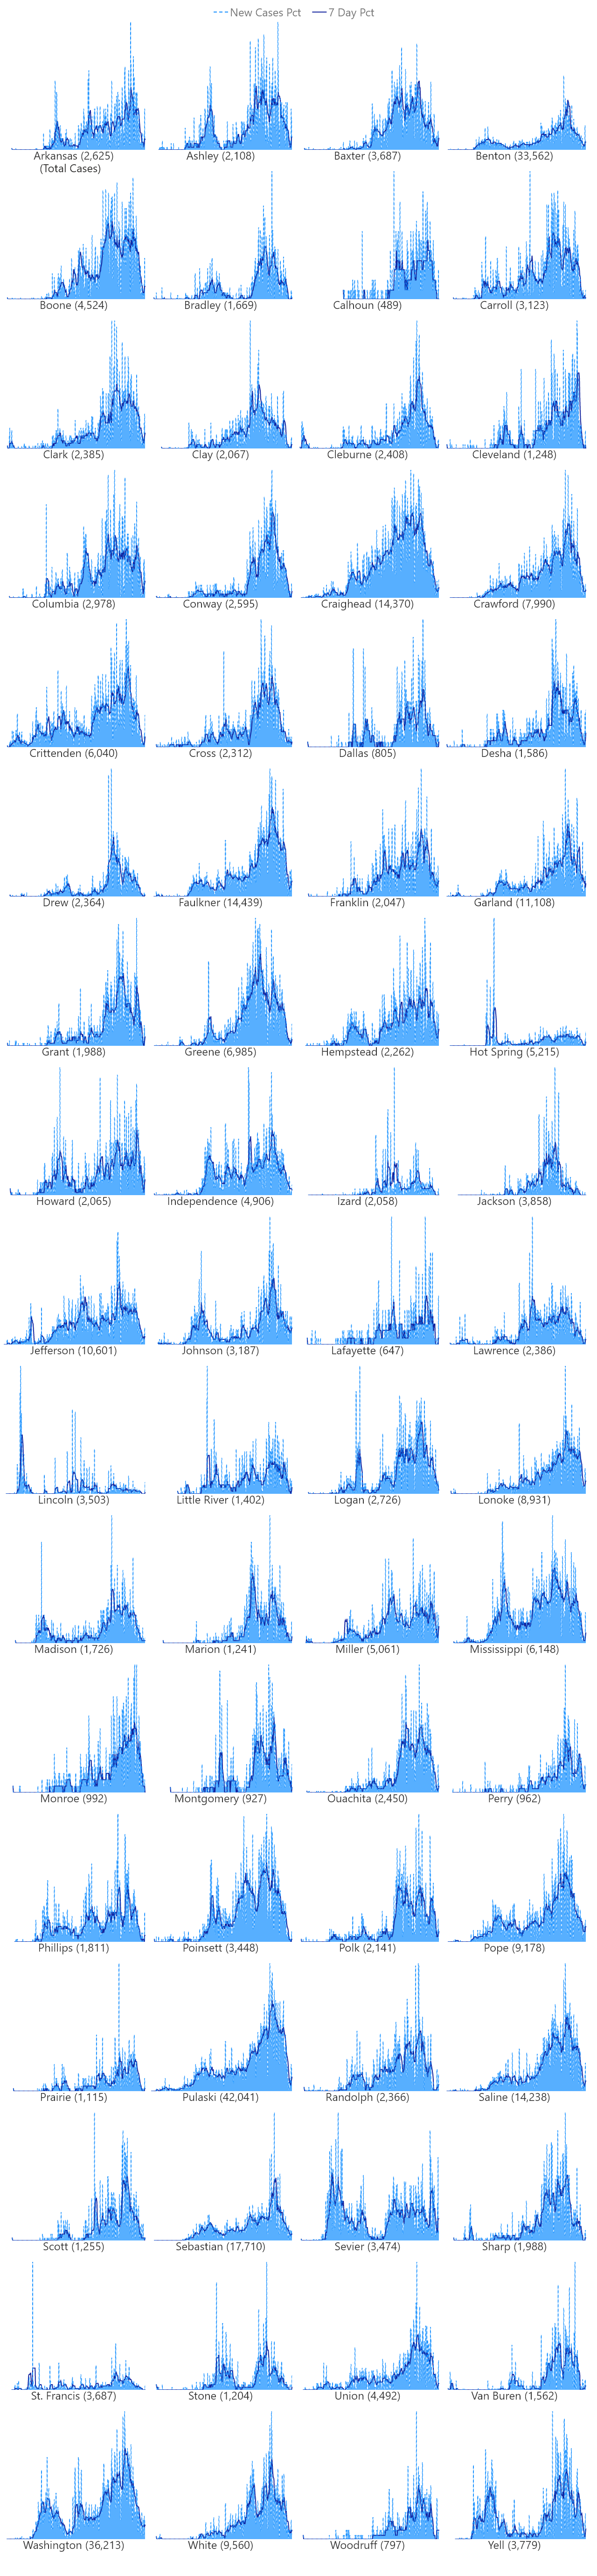 New Cases Pct 7 Day Pct
Arkansas (2,625) Ashley (2,108) Baxter (3,687) Benton (33,562)
(Total Cases)
Boone (4,524) Bradley (1,669) Calhoun (489) Carroll (3,123)
Clark (2,385) Clay (2,067) Cleburne (2,408) Cleveland (1,248)
Columbia (2,978) Conway (2,595) Craighead (14,370) Crawford (7,990)
Crittenden (6,040) Cross (2,312) Dallas (805) Desha (1,586)
Drew (2,364) Faulkner (14,439) Franklin (2,047) Garland (11,108)
Grant (1,988) Greene (6,985) Hempstead (2,262) Hot Spring (5,215)
Howard (2,065) Independence (4,906) Izard (2,058) Jackson (3,858)
Jefferson (10,601) Johnson (3,187) Lafayette (647) Lawrence (2,386)
Lincoln (3,503) Little River (1,402) Logan (2,726) Lonoke (8,931)
Madison (1,726) Marion (1,241) Miller (5,061) Mississippi (6,148)
Monroe (992) Montgomery (927) Ouachita (2,450) Perry (962)
Phillips (1,811) Poinsett (3,448) Polk (2,141) Pope (9,178)
Prairie (1,115) Pulaski (42,041) Randolph (2,366) Saline (14,238)
Scott (1,255) Sebastian (17,710) Sevier (3,474) Sharp (1,988)
St. Francis (3,687) Stone (1,204) Union (4,492) Van Buren (1,562)
Washington (36,213) White (9,560) Woodruff (797) Yell (3,779)